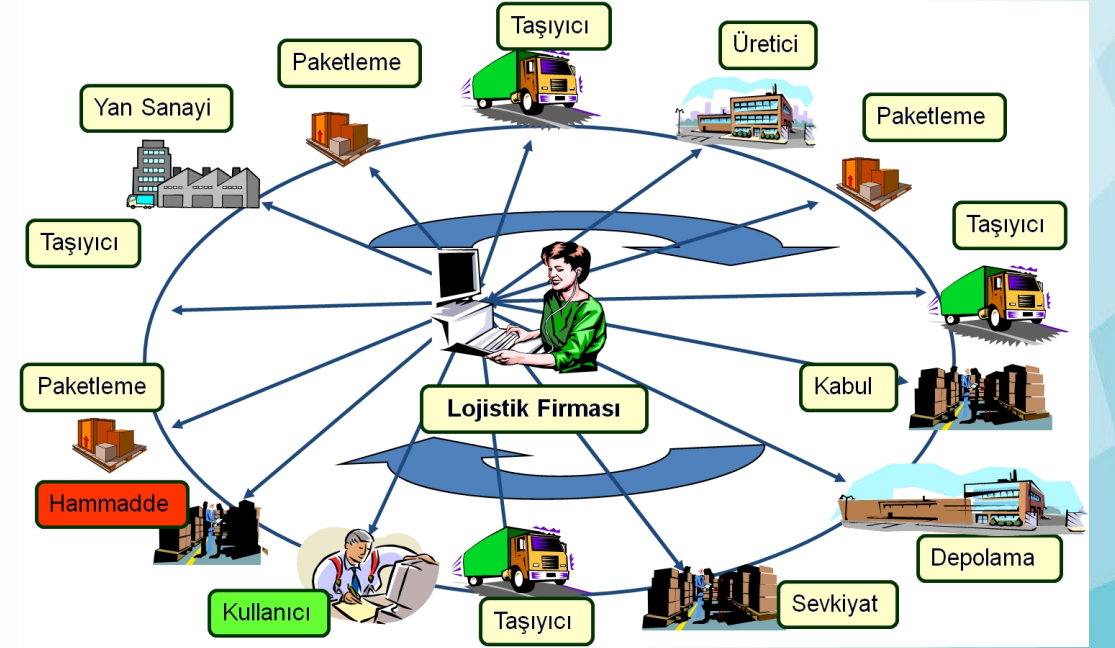 Taşıyıcı
Üretici
Paketleme
Yan Sanayi
Paketleme
Taşıyıcı
Taşıyıcı
Paketleme
Kabul
Lojistik Firması
Hammadde
Depolama
Kullanıcı
Taşıyıcı
Sevkiyat